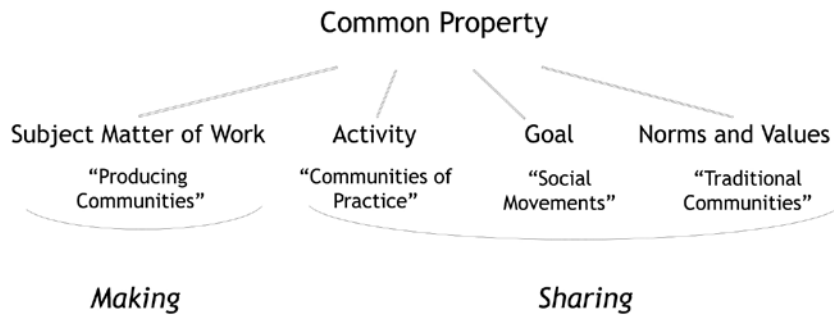 Common Property
Subject Matter of Work
Activity
Goal
Norms and Values
“Producing
Communities”
“Communities of
Practice”
“Social
Movements”
“Traditional
Communities”
Making
Sharing